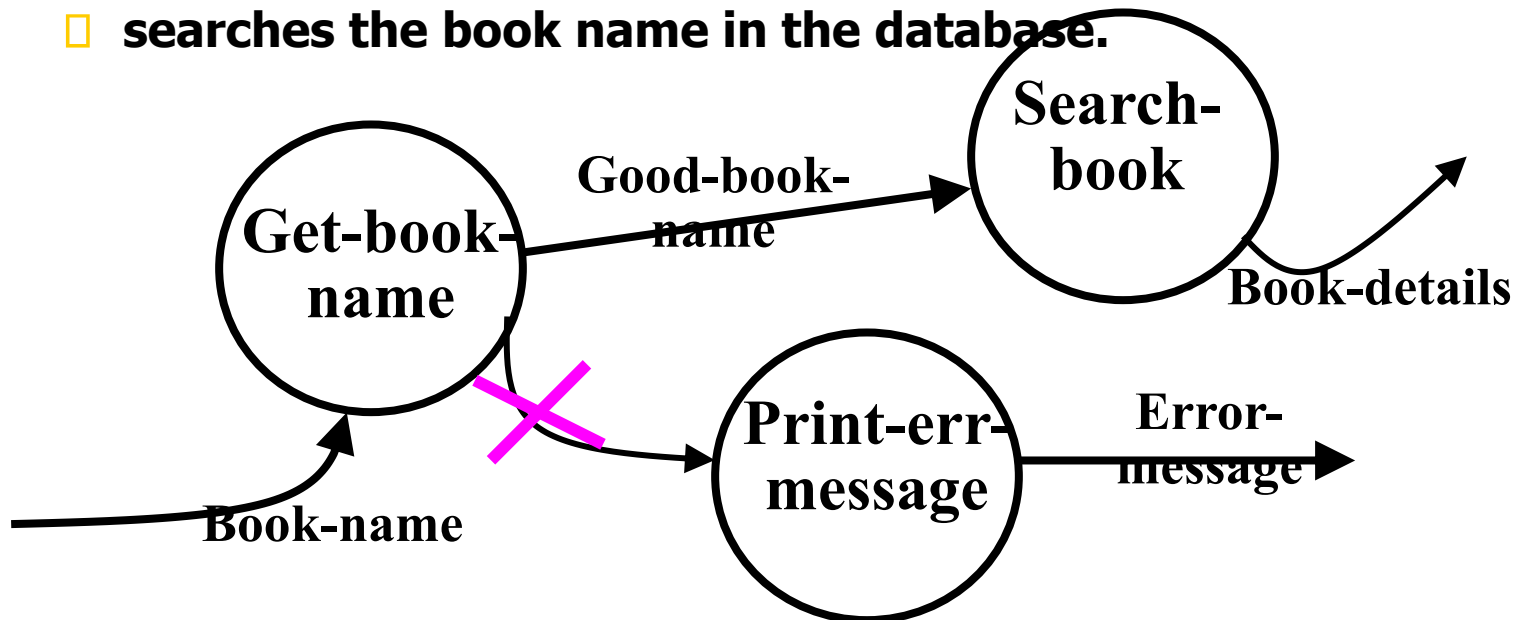 searches the book name in the database.
Search-
book
Good-book-
name
Get-book-
name
Book-details
Print-err-
message
Error-
message
Book-name